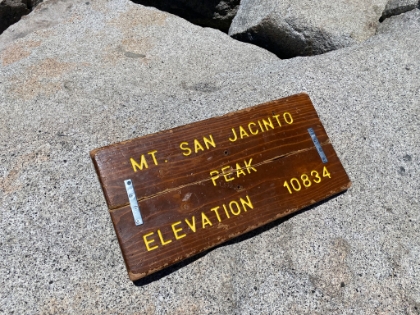 MT. SAN JACINTO
PEAK
ELEVATION 10834